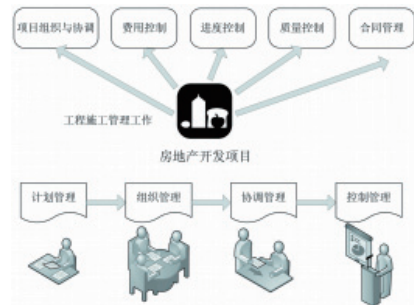 项目组织与协调 费用控制 进度控制 质量控制 合同管理
工程施工管理工作
房地产开发项目
计划管理 组织管理 协调管理 控制管理